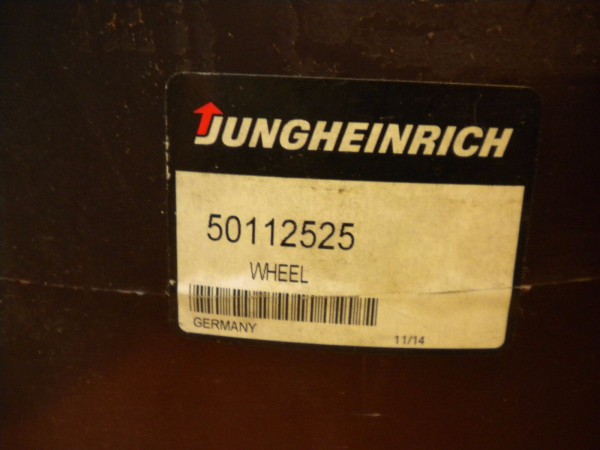 JUNGHEINRICH
50112525
WHEEL
GERMANY
11/14